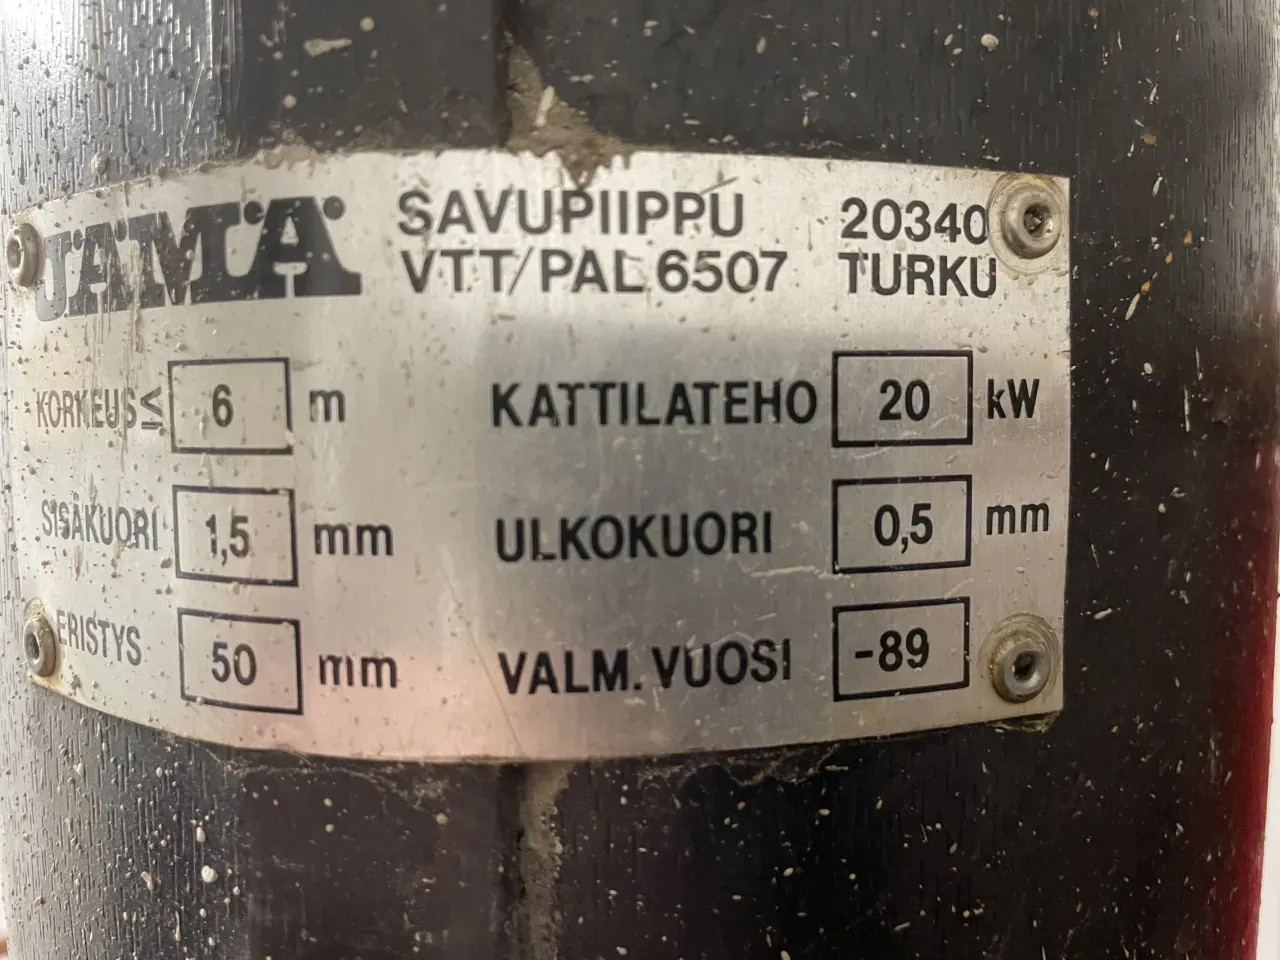 JÄMÄ SAVUPIIPPU 20340
VTT/PAL 6507 TURKU
KORKEUS ≤ 6 m KATTILATEHO 20 kW
SISÄKUORI 1,5 mm ULKOKUORI 0,5 mm
ERISTYS 50 mm VALM. VUOSI -89